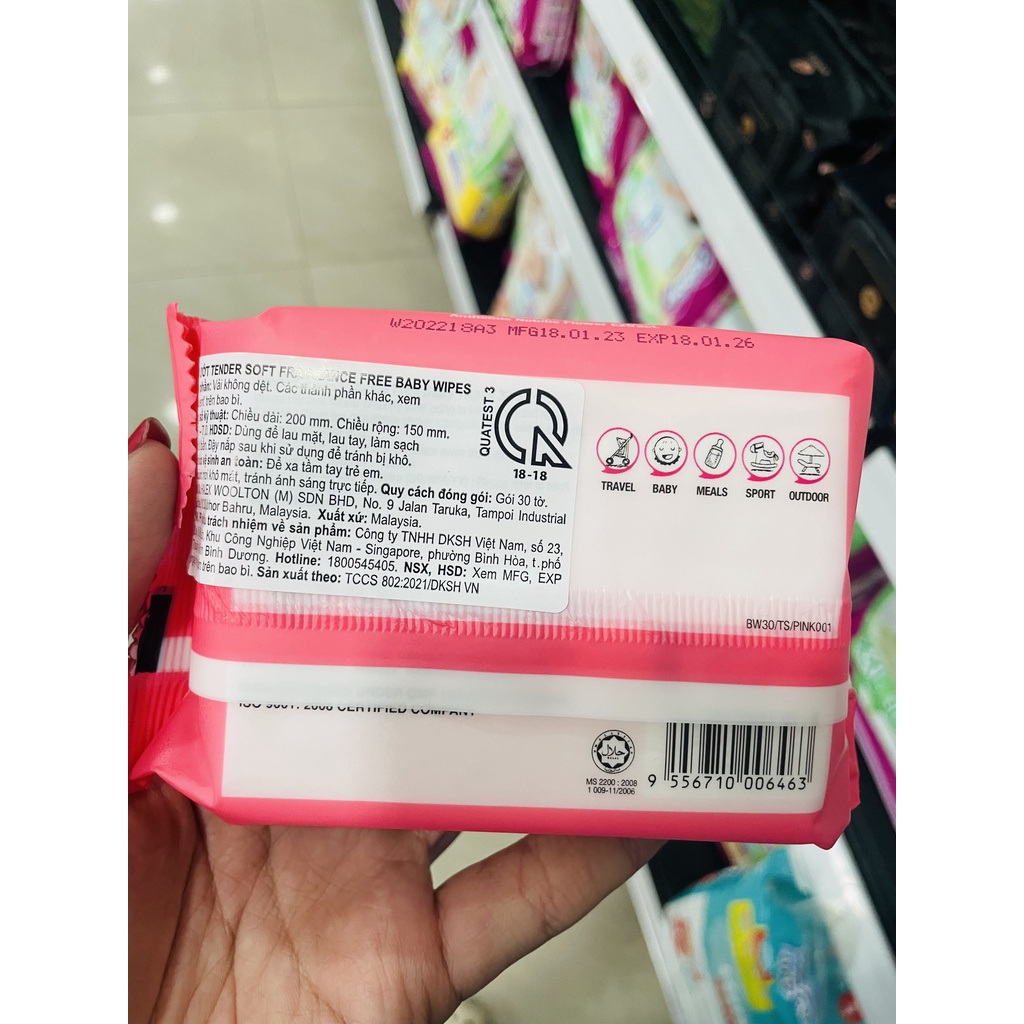 W202218A3 MFG18.01.23 EXP18.01.26
TENDER SOFT FREE BABY WIPES
Vải không dệt. Các thành phần khác, xem
trên bao bì.
kỹ thuật: Chiều dài: 200 mm. Chiều rộng: 150 mm.
HDSD: Dùng để lau mặt, lau tay, làm sạch
Đậy nắp sau khi sử dụng để tránh bị khô.
an toàn: Để xa tầm tay trẻ em.
khô mát, tránh ánh sáng trực tiếp. Quy cách đóng gói: Gói 30 tờ.
WOOLTON (M) SDN BHD, No. 9 Jalan Taruka, Tampoi Industrial
Bahru, Malaysia. Xuất xứ: Malaysia.
trách nhiệm về sản phẩm: Công ty TNHH DKSH Việt Nam, số 23,
Khu Công Nghiệp Việt Nam - Singapore, phường Bình Hòa, t.phố
Bình Dương. Hotline: 1800545405. NSX, HSD: Xem MFG, EXP
trên bao bì. Sản xuất theo: TCCS 802:2021/DKSH VN
QUATEST 3
18-18
TRAVEL BABY MEALS SPORT OUTDOOR
BW30/TS/PINK001
ISO 9001: 2008 CERTIFIED COMPANY
حلال
MS 2200 : 2008
1 009-11/2006
9 556710 006463